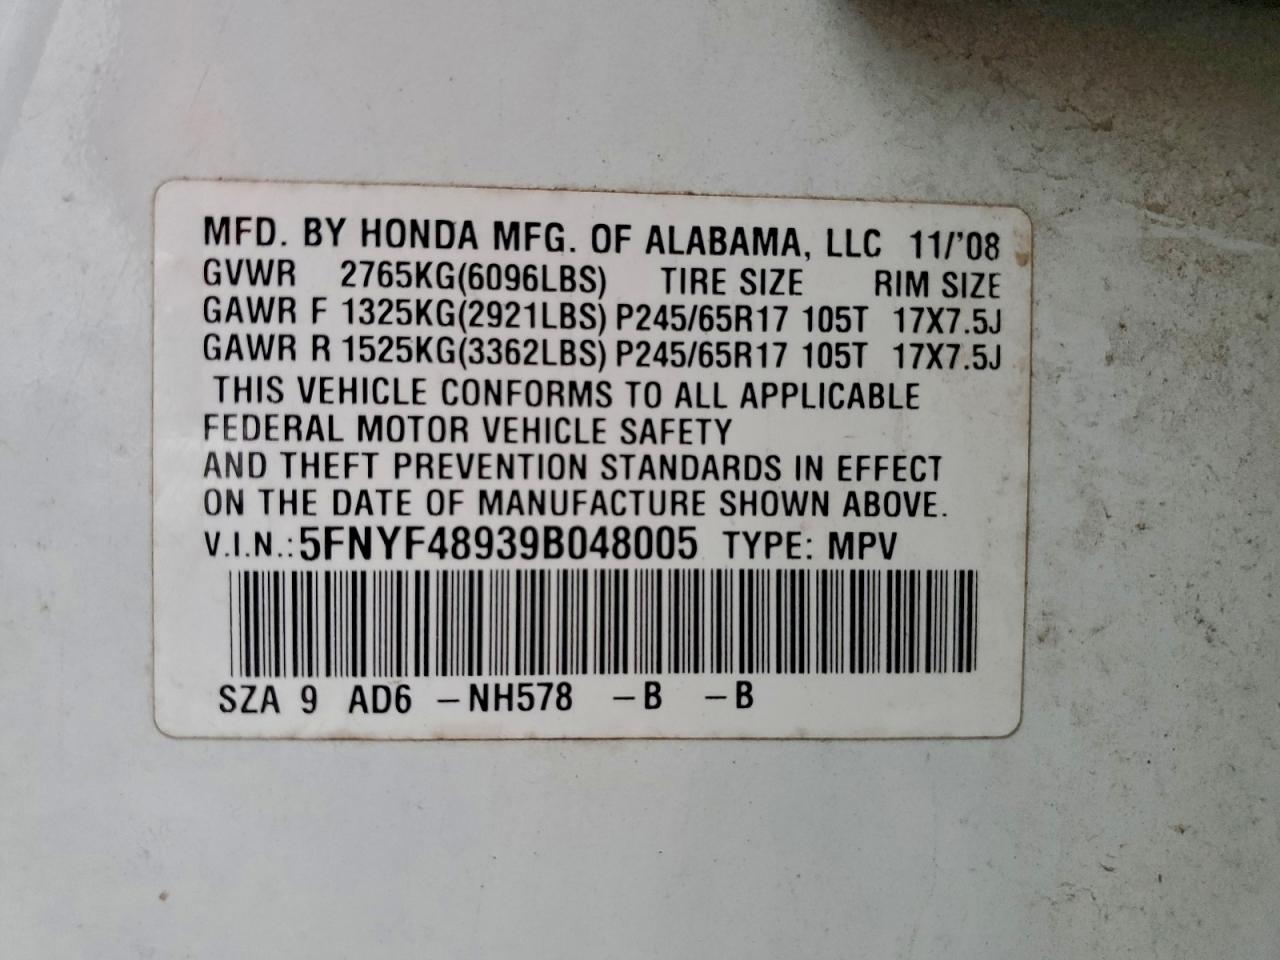 MFD. BY HONDA MFG. OF ALABAMA, LLC 11/'08
GVWR 2765KG(6096LBS) TIRE SIZE RIM SIZE
GAWR F 1325KG(2921LBS) P245/65R17 105T 17X7.5J
GAWR R 1525KG(3362LBS) P245/65R17 105T 17X7.5J
THIS VEHICLE CONFORMS TO ALL APPLICABLE
FEDERAL MOTOR VEHICLE SAFETY
AND THEFT PREVENTION STANDARDS IN EFFECT
ON THE DATE OF MANUFACTURE SHOWN ABOVE.
V.I.N.: 5FNYF48939B048005 TYPE: MPV
SZA 9 AD6 –NH578 –B –B